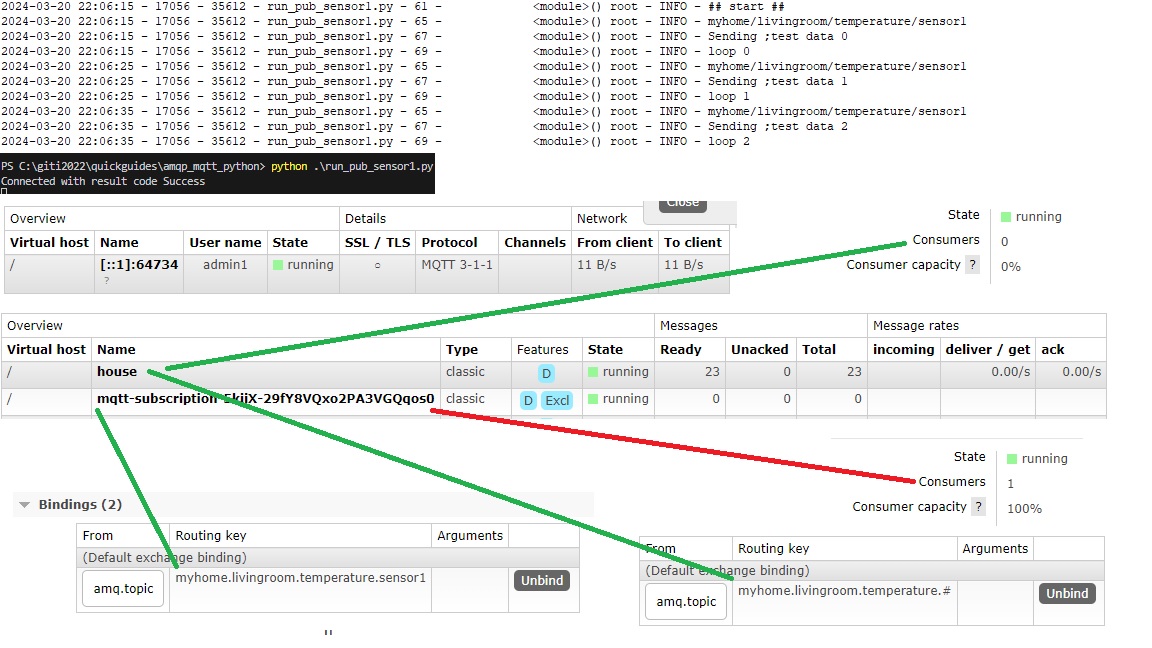 2024-03-20 22:06:15 - 17056 - 35612 - run_pub_sensor1.py - 61 - <module>() root - INFO - ## start ##
2024-03-20 22:06:15 - 17056 - 35612 - run_pub_sensor1.py - 65 - <module>() root - INFO - myhome/livingroom/temperature/sensor1
2024-03-20 22:06:15 - 17056 - 35612 - run_pub_sensor1.py - 67 - <module>() root - INFO - Sending ;test data 0
2024-03-20 22:06:15 - 17056 - 35612 - run_pub_sensor1.py - 69 - <module>() root - INFO - loop 0
2024-03-20 22:06:25 - 17056 - 35612 - run_pub_sensor1.py - 65 - <module>() root - INFO - myhome/livingroom/temperature/sensor1
2024-03-20 22:06:25 - 17056 - 35612 - run_pub_sensor1.py - 67 - <module>() root - INFO - Sending ;test data 1
2024-03-20 22:06:25 - 17056 - 35612 - run_pub_sensor1.py - 69 - <module>() root - INFO - loop 1
2024-03-20 22:06:35 - 17056 - 35612 - run_pub_sensor1.py - 65 - <module>() root - INFO - myhome/livingroom/temperature/sensor1
2024-03-20 22:06:35 - 17056 - 35612 - run_pub_sensor1.py - 67 - <module>() root - INFO - Sending ;test data 2
2024-03-20 22:06:35 - 17056 - 35612 - run_pub_sensor1.py - 69 - <module>() root - INFO - loop 2
PS C:\giti2022\quickguides\amqp_mqtt_python> python .\run_pub_sensor1.py
Connected with result code Success
Close
Overview Details Network
Virtual host Name User name State SSL / TLS Protocol Channels From client To client
/ [::1]:64734 admin1 running ○ MQTT 3-1-1 11 B/s 11 B/s
?
State running
Consumers 0
Consumer capacity ? 0%
Overview Messages Message rates
Virtual host Name Type Features State Ready Unacked Total incoming deliver / get ack
/ house classic D running 23 0 23 0.00/s 0.00/s
/ mqtt-subscription-5kijX-29fY8VQxo2PA3VGQqos0 classic D Excl running 0 0 0
State running
Consumers 1
Consumer capacity ? 100%
Bindings (2)
From Routing key Arguments
(Default exchange binding)
amq.topic myhome.livingroom.temperature.sensor1 Unbind
From Routing key Arguments
(Default exchange binding)
amq.topic myhome.livingroom.temperature.# Unbind